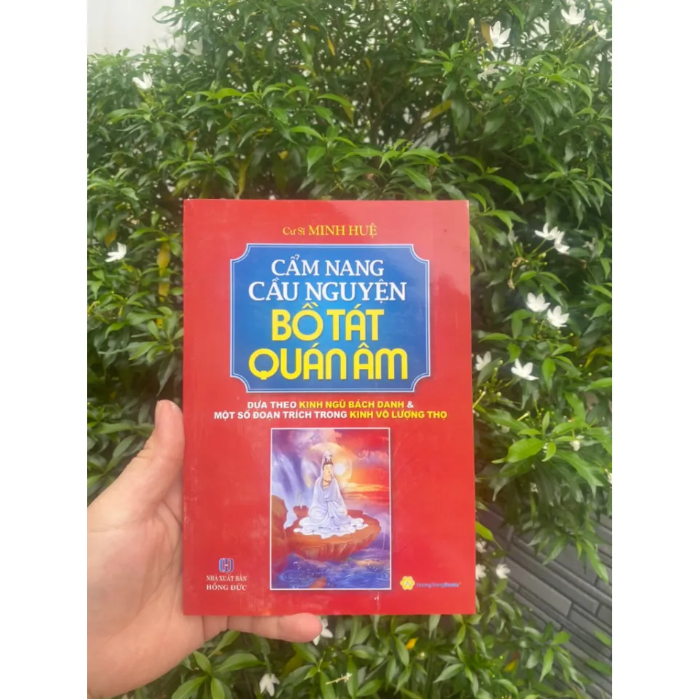 Cư Sĩ MINH HUỆ
CẨM NANG
CẦU NGUYỆN
BỒ TÁT
QUÁN ÂM
DỰA THEO KINH NGŨ BÁCH DANH &
MỘT SỐ ĐOẠN TRÍCH TRONG KINH VÔ LƯỢNG THỌ
NHÀ XUẤT BẢN
HỒNG ĐỨC